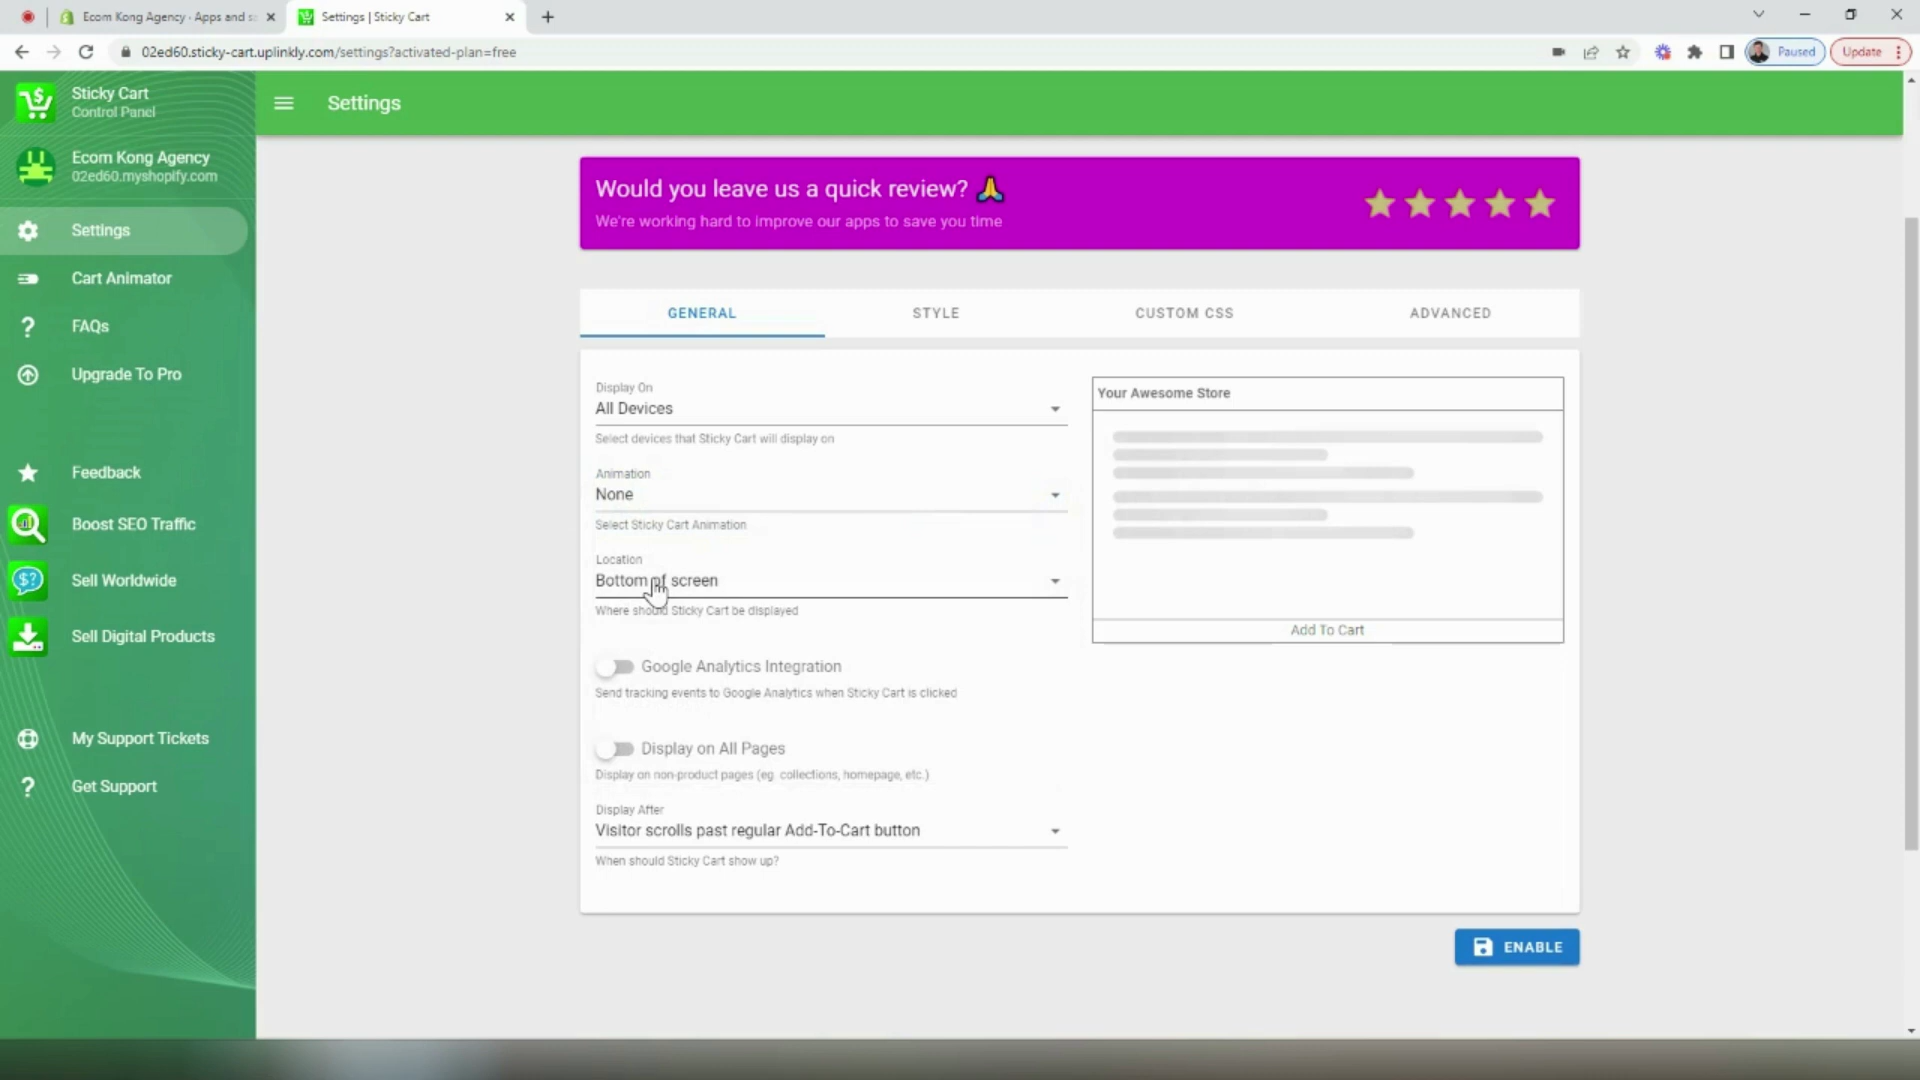 Ecom Kong Agency · Apps and s
Settings | Sticky Cart
02ed60.sticky-cart.uplinkly.com/settings?activated-plan=free
Paused
Update
Sticky Cart
Control Panel
Settings
Ecom Kong Agency
02ed60.myshopify.com
Settings
Cart Animator
FAQs
Upgrade To Pro
Feedback
Boost SEO Traffic
Sell Worldwide
Sell Digital Products
My Support Tickets
Get Support
Would you leave us a quick review? 🙏
We're working hard to improve our apps to save you time
GENERAL
STYLE
CUSTOM CSS
ADVANCED
Display On
All Devices
Select devices that Sticky Cart will display on
Animation
None
Select Sticky Cart Animation
Location
Bottom of screen
Where should Sticky Cart be displayed
Google Analytics Integration
Send tracking events to Google Analytics when Sticky Cart is clicked
Display on All Pages
Display on non-product pages (eg. collections, homepage, etc.)
Display After
Visitor scrolls past regular Add-To-Cart button
When should Sticky Cart show up?
Your Awesome Store
Add To Cart
ENABLE